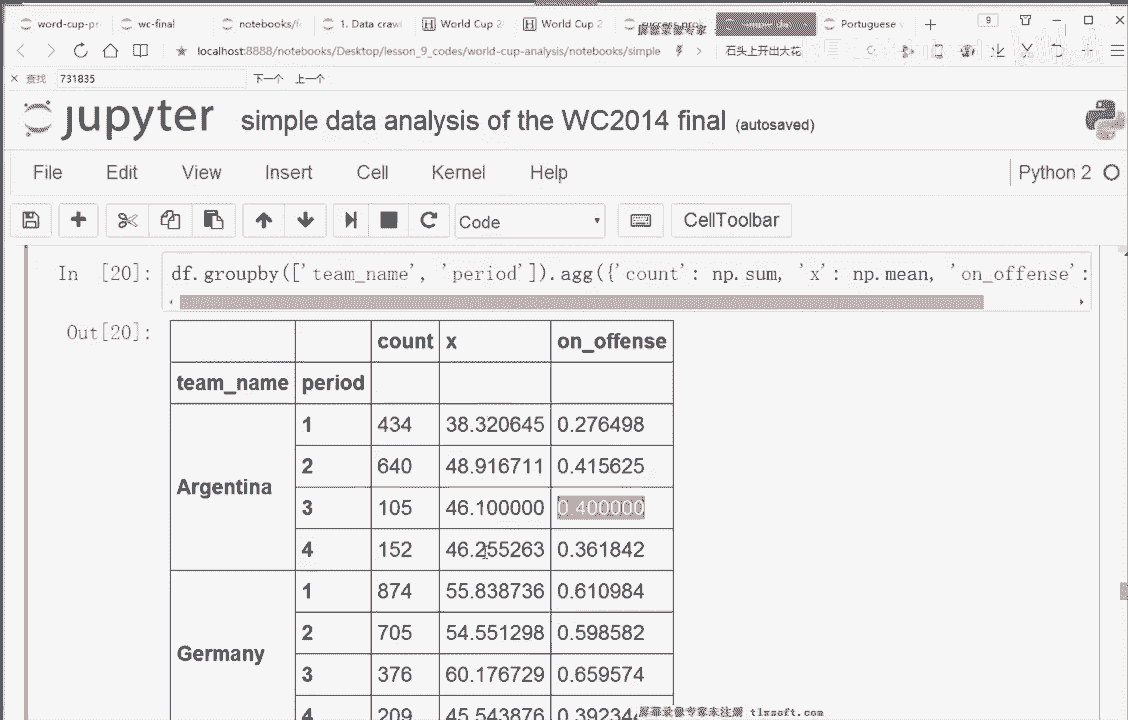 word-cup-pr wc-final notebooks/f 1. Data craw World Cup 2 World Cup 2 Portuguese v 9
屏幕录像专家
localhost:8888/notebooks/Desktop/lesson_9_codes/world-cup-analysis/notebooks/simple 石头上开出大花
× 查找 731835 下一个 上一个
jupyter simple data analysis of the WC2014 final (autosaved)
File Edit View Insert Cell Kernel Help Python 2
Code CellToolbar
In [20]: df.groupby(['team_name', 'period']).agg({'count': np.sum, 'x': np.mean, 'on_offense':
Out[20]:
count x on_offense
team_name period
Argentina
1 434 38.320645 0.276498
2 640 48.916711 0.415625
3 105 46.100000 0.400000
4 152 46.255263 0.361842
Germany
1 874 55.838736 0.610984
2 705 54.551298 0.598582
3 376 60.176729 0.659574
4 209 45.543876 0.39234
屏幕录像专家未注册 tlxsoft.com